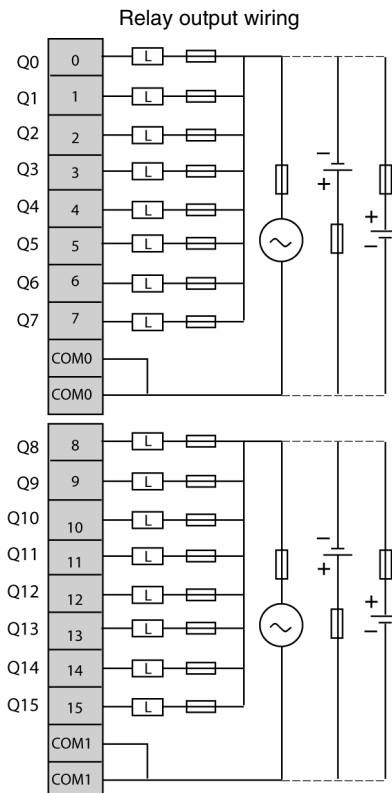 Relay output wiring
Q0 0 L
Q1 1 L
Q2 2 L
Q3 3 L
Q4 4 L
Q5 5 L
Q6 6 L
Q7 7 L
COM0
COM0
− +
+ −
Q8 8 L
Q9 9 L
Q10 10 L
Q11 11 L
Q12 12 L
Q13 13 L
Q14 14 L
Q15 15 L
COM1
COM1
− +
+ −